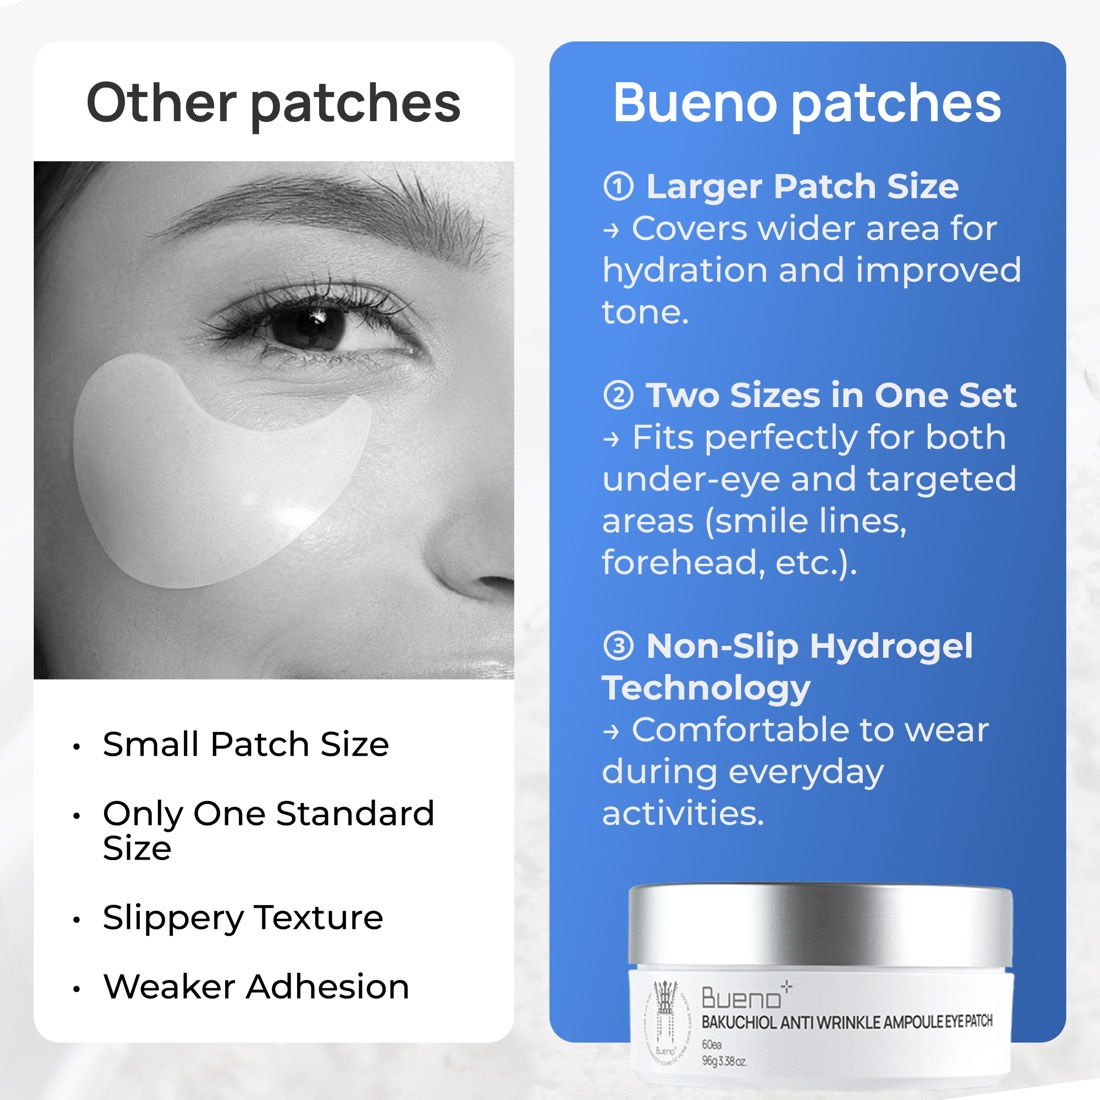 Other patches
• Small Patch Size
• Only One Standard
Size
• Slippery Texture
• Weaker Adhesion
Bueno patches
① Larger Patch Size
→ Covers wider area for
hydration and improved
tone.
② Two Sizes in One Set
→ Fits perfectly for both
under-eye and targeted
areas (smile lines,
forehead, etc.).
③ Non-Slip Hydrogel
Technology
→ Comfortable to wear
during everyday
activities.
Bueno+
BAKUCHIOL ANTI WRINKLE AMPOULE EYE PATCH
60ea
96g 3.38 oz.
Bueno+